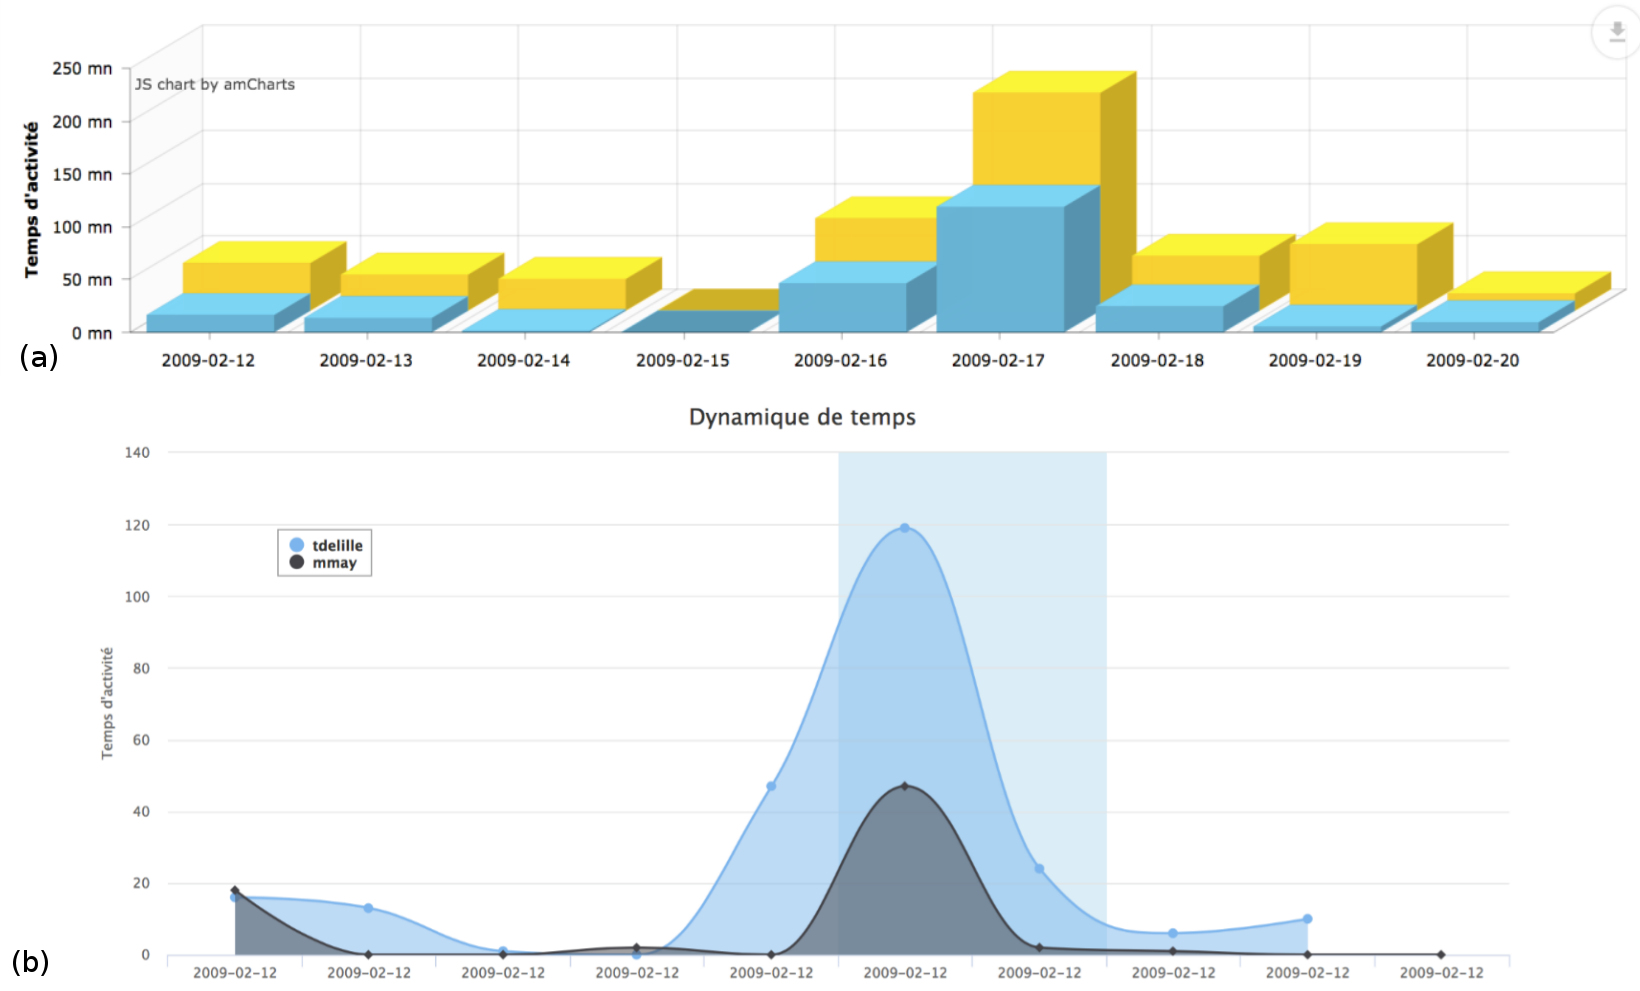 250 mn
JS chart by amCharts
200 mn
150 mn
100 mn
50 mn
0 mn
Temps d'activité
2009-02-12 2009-02-13 2009-02-14 2009-02-15 2009-02-16 2009-02-17 2009-02-18 2009-02-19 2009-02-20
(a)
Dynamique de temps
140
120
100
80
60
40
20
0
Temps d'activité
tdelille
mmay
2009-02-12 2009-02-12 2009-02-12 2009-02-12 2009-02-12 2009-02-12 2009-02-12 2009-02-12 2009-02-12 2009-02-12
(b)